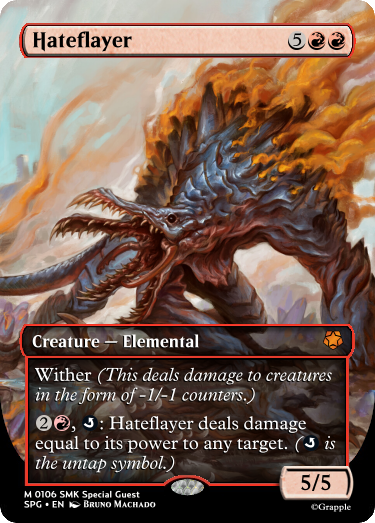 Hateflayer 5
Creature — Elemental
Wither (This deals damage to creatures
in the form of -1/-1 counters.)
2 , : Hateflayer deals damage
equal to its power to any target. ( is
the untap symbol.)
5/5
M 0106 SMK Special Guest
SPG • EN Bruno Machado
©Grapple